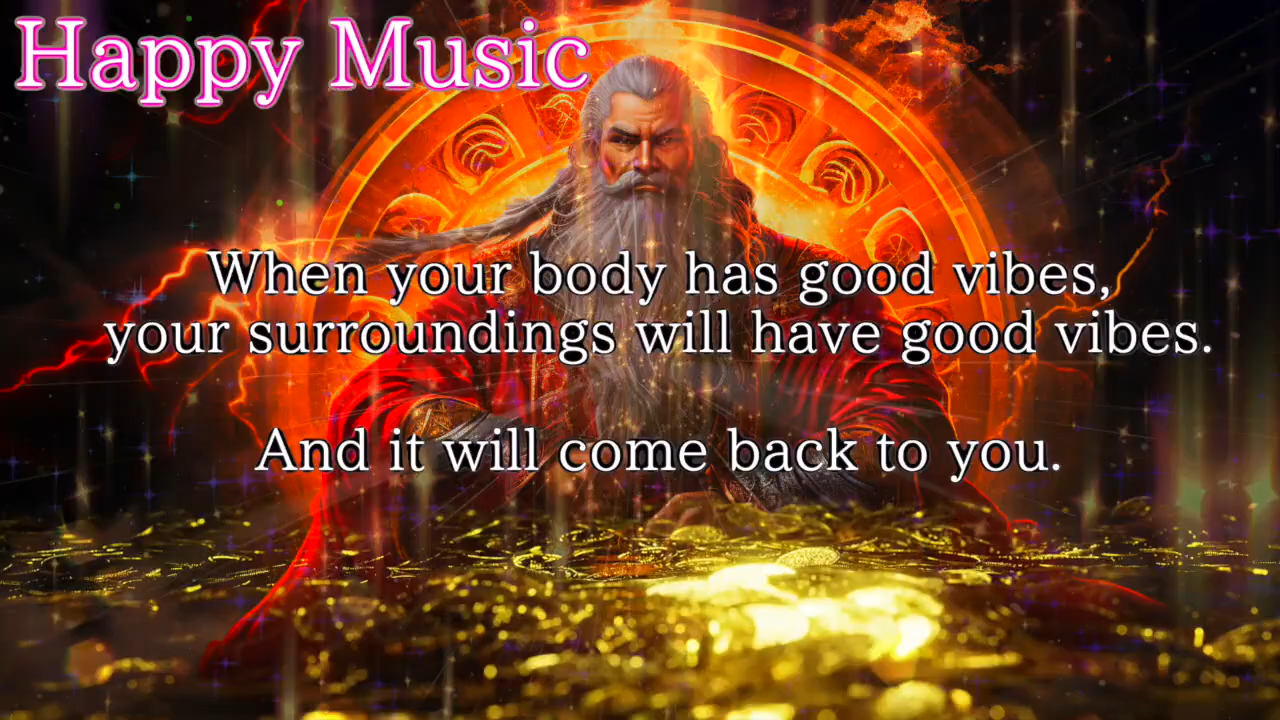 Happy Music
When your body has good vibes,
your surroundings will have good vibes.
And it will come back to you.